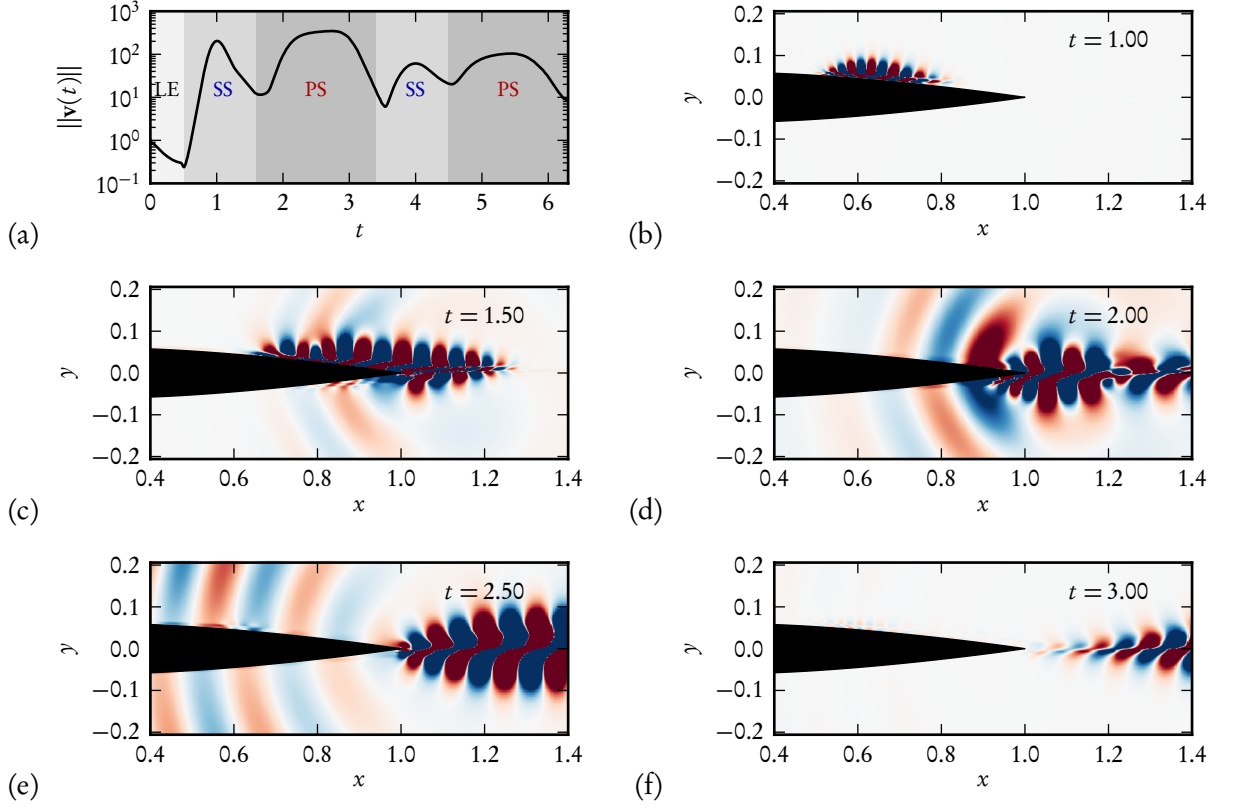 10³
10²
10¹
10⁰
10⁻¹
||v(t)||
LE
SS
PS
SS
PS
0 1 2 3 4 5 6
t
(a)
0.2
0.1
0.0
−0.1
−0.2
y
t = 1.00
0.4 0.6 0.8 1.0 1.2 1.4
x
(b)
0.2
0.1
0.0
−0.1
−0.2
y
t = 1.50
0.4 0.6 0.8 1.0 1.2 1.4
x
(c)
0.2
0.1
0.0
−0.1
−0.2
y
t = 2.00
0.4 0.6 0.8 1.0 1.2 1.4
x
(d)
0.2
0.1
0.0
−0.1
−0.2
y
t = 2.50
0.4 0.6 0.8 1.0 1.2 1.4
x
(e)
0.2
0.1
0.0
−0.1
−0.2
y
t = 3.00
0.4 0.6 0.8 1.0 1.2 1.4
x
(f)